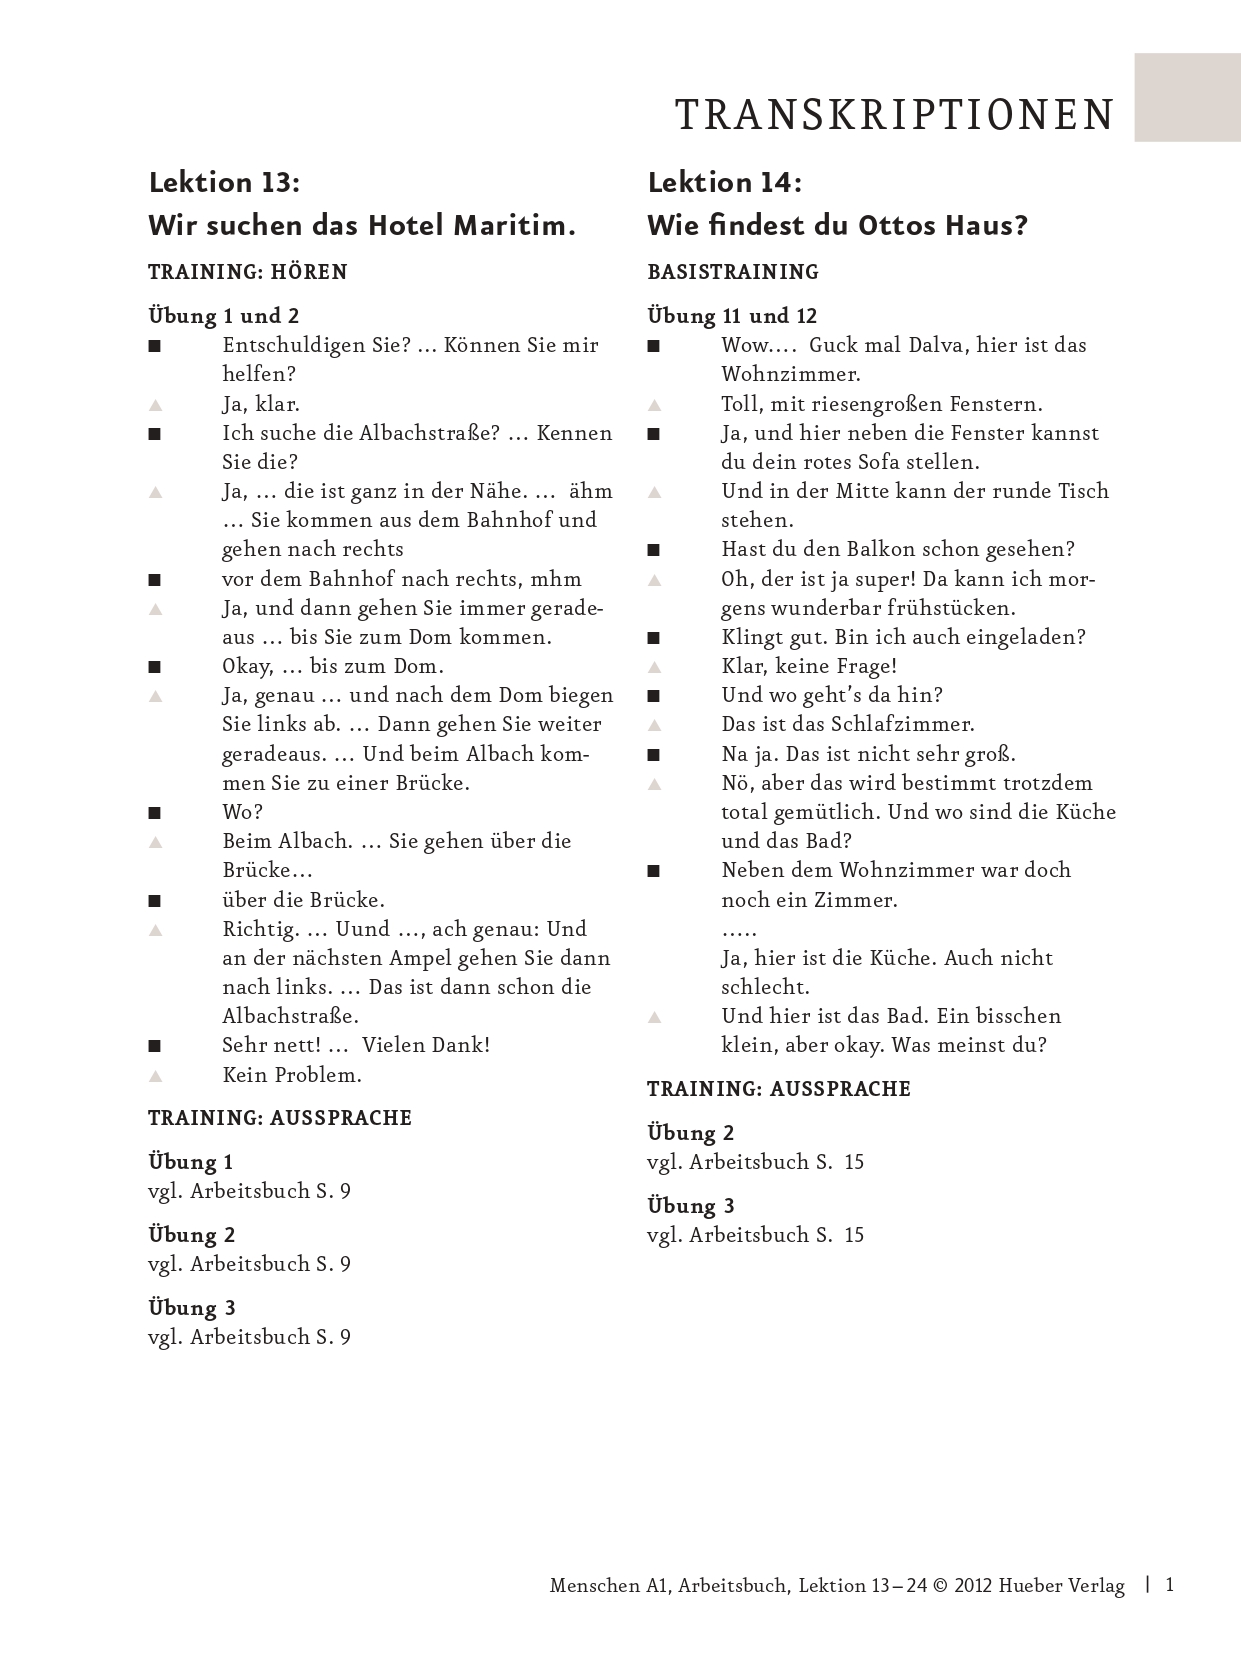 TRANSKRIPTIONEN
Lektion 13:
Wir suchen das Hotel Maritim.
TRAINING: HÖREN
Übung 1 und 2
■ Entschuldigen Sie? … Können Sie mir
helfen?
▲ Ja, klar.
■ Ich suche die Albachstraße? … Kennen
Sie die?
▲ Ja, … die ist ganz in der Nähe. … ähm
… Sie kommen aus dem Bahnhof und
gehen nach rechts
■ vor dem Bahnhof nach rechts, mhm
▲ Ja, und dann gehen Sie immer gerade-
aus … bis Sie zum Dom kommen.
■ Okay, … bis zum Dom.
▲ Ja, genau … und nach dem Dom biegen
Sie links ab. … Dann gehen Sie weiter
geradeaus. … Und beim Albach kom-
men Sie zu einer Brücke.
■ Wo?
▲ Beim Albach. … Sie gehen über die
Brücke…
■ über die Brücke.
▲ Richtig. … Uund …, ach genau: Und
an der nächsten Ampel gehen Sie dann
nach links. … Das ist dann schon die
Albachstraße.
■ Sehr nett! … Vielen Dank!
▲ Kein Problem.
TRAINING: AUSSPRACHE
Übung 1
vgl. Arbeitsbuch S. 9
Übung 2
vgl. Arbeitsbuch S. 9
Übung 3
vgl. Arbeitsbuch S. 9
Lektion 14:
Wie findest du Ottos Haus?
BASISTRAINING
Übung 11 und 12
■ Wow…. Guck mal Dalva, hier ist das
Wohnzimmer.
▲ Toll, mit riesengroßen Fenstern.
■ Ja, und hier neben die Fenster kannst
du dein rotes Sofa stellen.
▲ Und in der Mitte kann der runde Tisch
stehen.
■ Hast du den Balkon schon gesehen?
▲ Oh, der ist ja super! Da kann ich mor-
gens wunderbar frühstücken.
■ Klingt gut. Bin ich auch eingeladen?
▲ Klar, keine Frage!
■ Und wo geht’s da hin?
▲ Das ist das Schlafzimmer.
■ Na ja. Das ist nicht sehr groß.
▲ Nö, aber das wird bestimmt trotzdem
total gemütlich. Und wo sind die Küche
und das Bad?
■ Neben dem Wohnzimmer war doch
noch ein Zimmer.
…..
Ja, hier ist die Küche. Auch nicht
schlecht.
▲ Und hier ist das Bad. Ein bisschen
klein, aber okay. Was meinst du?
TRAINING: AUSSPRACHE
Übung 2
vgl. Arbeitsbuch S. 15
Übung 3
vgl. Arbeitsbuch S. 15
Menschen A1, Arbeitsbuch, Lektion 13–24 © 2012 Hueber Verlag | 1